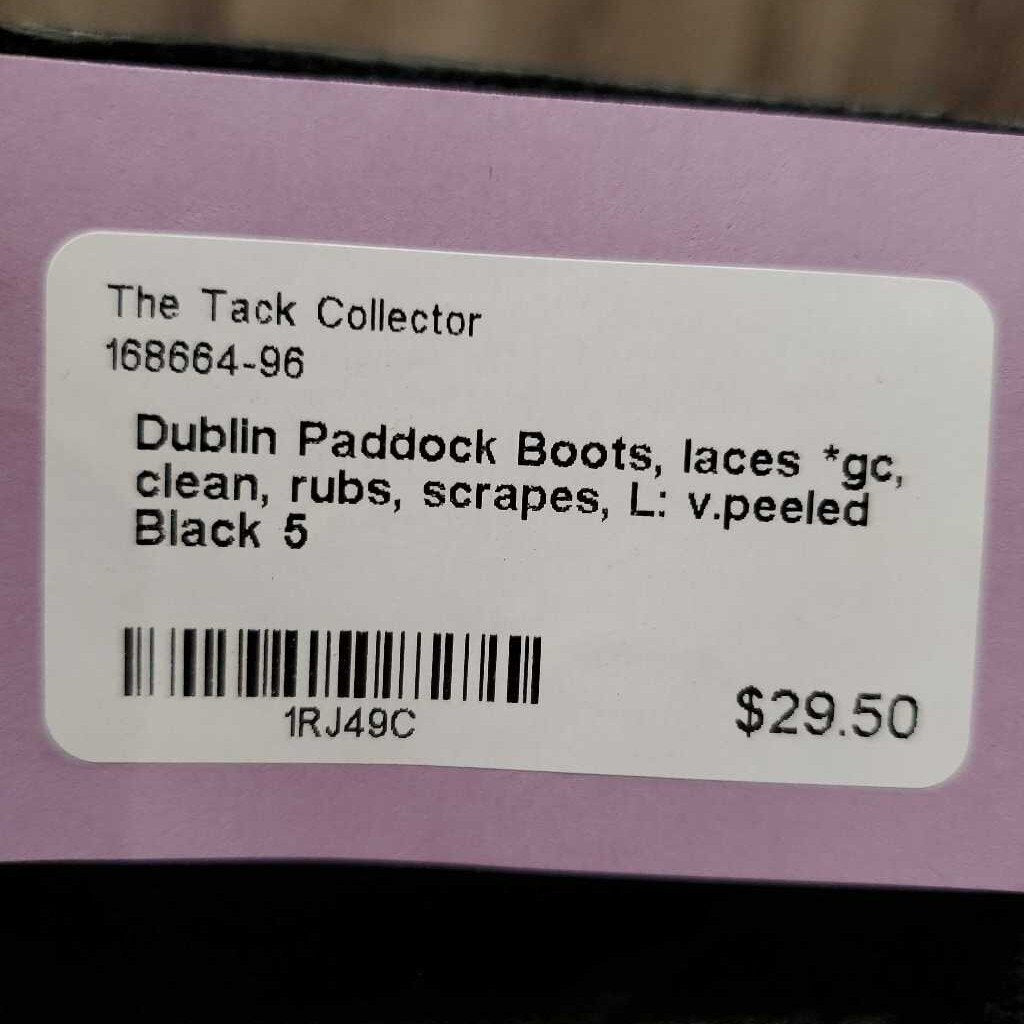 The Tack Collector
168664-96
Dublin Paddock Boots, laces *gc,
clean, rubs, scrapes, L: v.peeled
Black 5
1RJ49C
$29.50